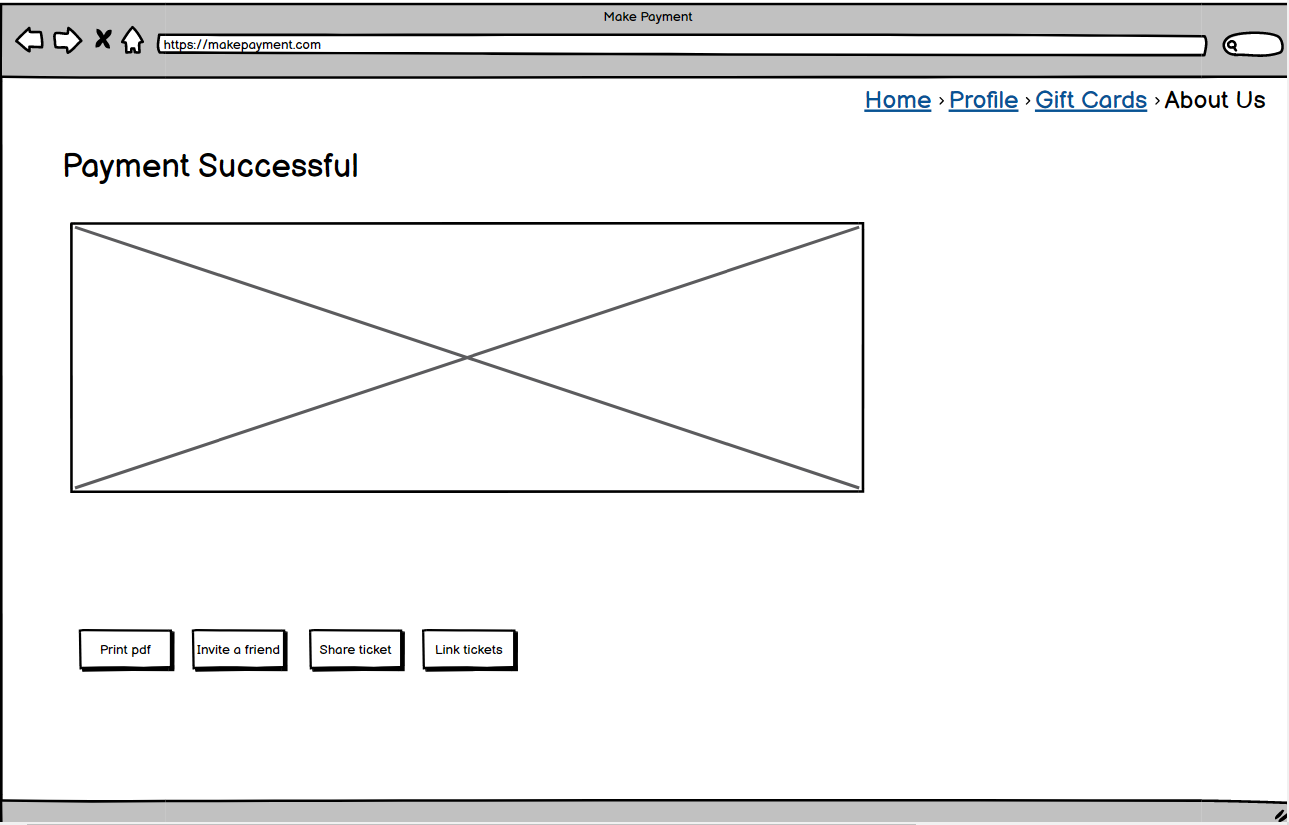 Make Payment
https://makepayment.com
Home › Profile › Gift Cards › About Us
Payment Successful
Print pdf
Invite a friend
Share ticket
Link tickets